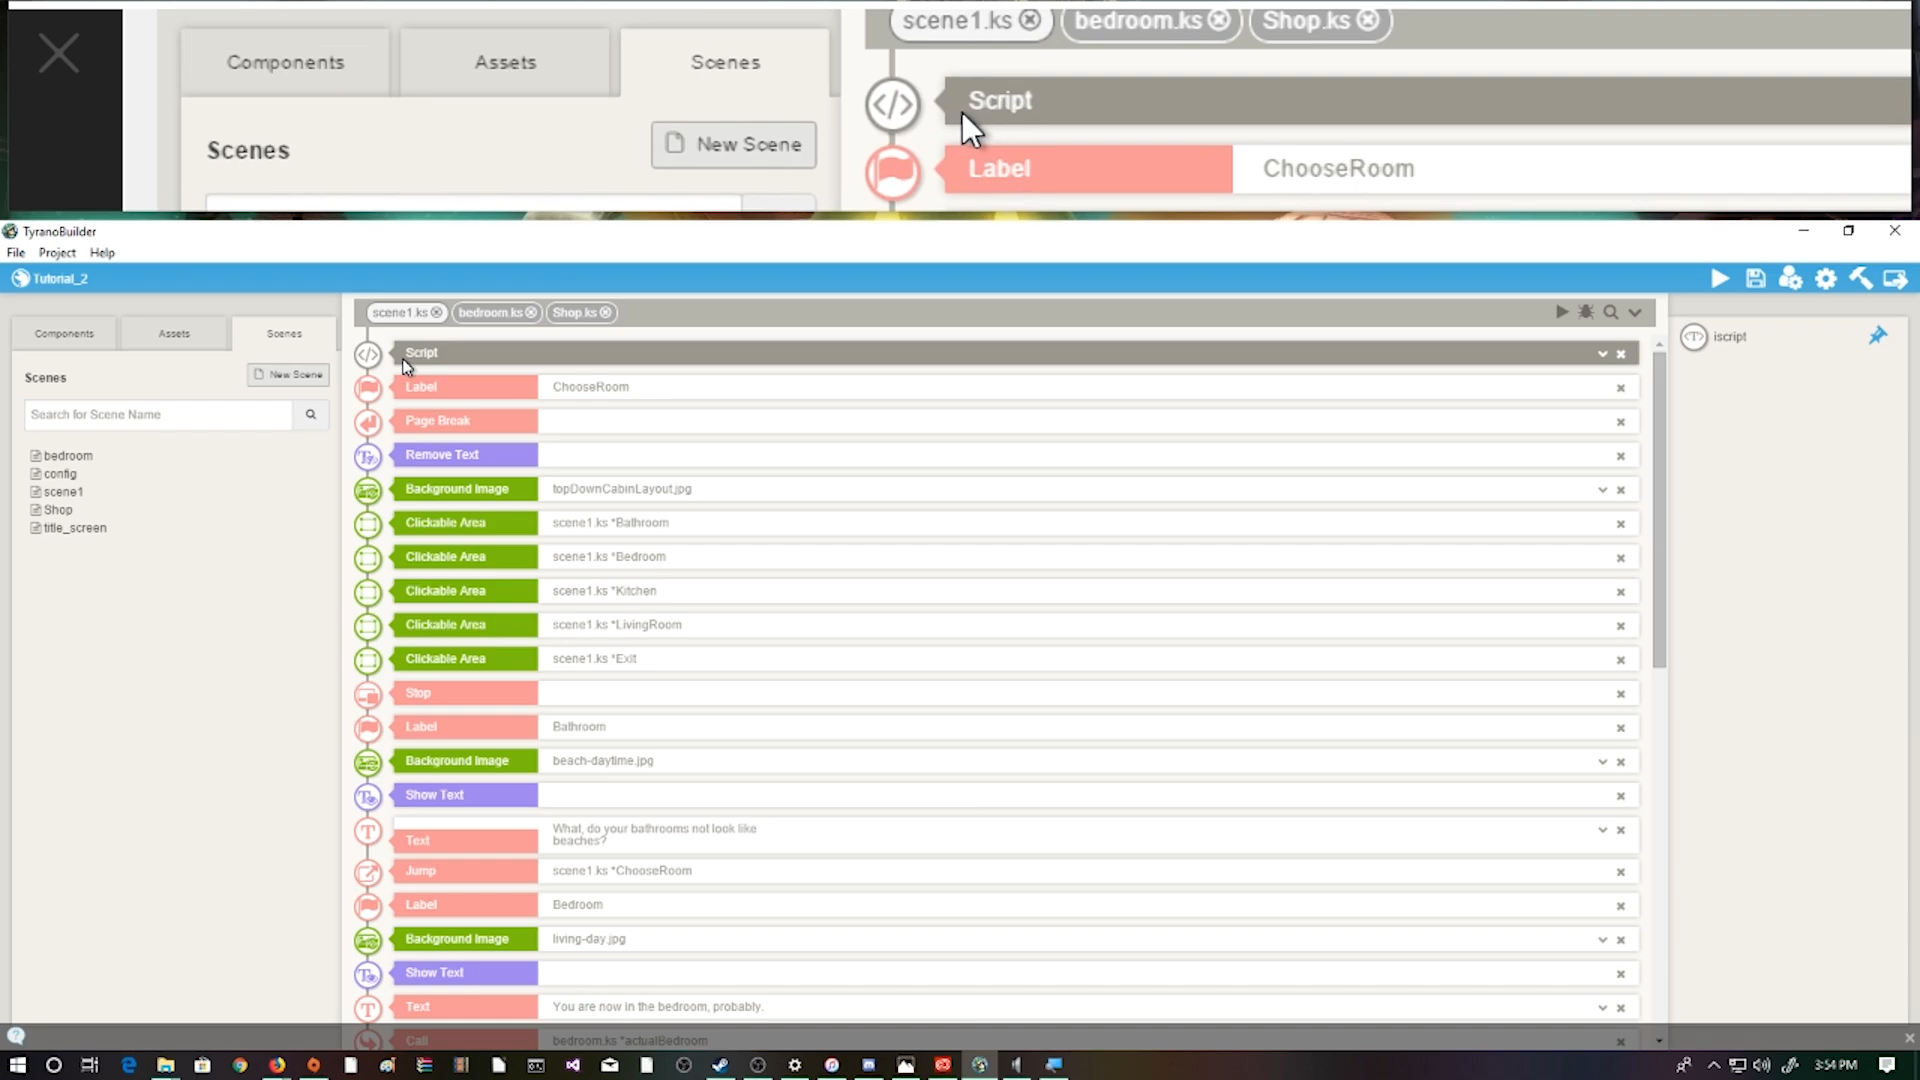 scene1.ks bedroom.ks Shop.ks
Components Assets Scenes
Script
Scenes New Scene
Label ChooseRoom
TyranoBuilder
File Project Help
Tutorial_2
Components Assets Scenes
Scenes New Scene
Search for Scene Name
bedroom
config
scene1
Shop
title_screen
scene1.ks bedroom.ks Shop.ks
Script
Label ChooseRoom
Page Break
Remove Text
Background Image topDownCabinLayout.jpg
Clickable Area scene1.ks *Bathroom
Clickable Area scene1.ks *Bedroom
Clickable Area scene1.ks *Kitchen
Clickable Area scene1.ks *LivingRoom
Clickable Area scene1.ks *Exit
Stop
Label Bathroom
Background Image beach-daytime.jpg
Show Text
What, do your bathrooms not look like
Text beaches?
Jump scene1.ks *ChooseRoom
Label Bedroom
Background Image living-day.jpg
Show Text
Text You are now in the bedroom, probably.
Call bedroom.ks *actualBedroom
iscript
3:54 PM